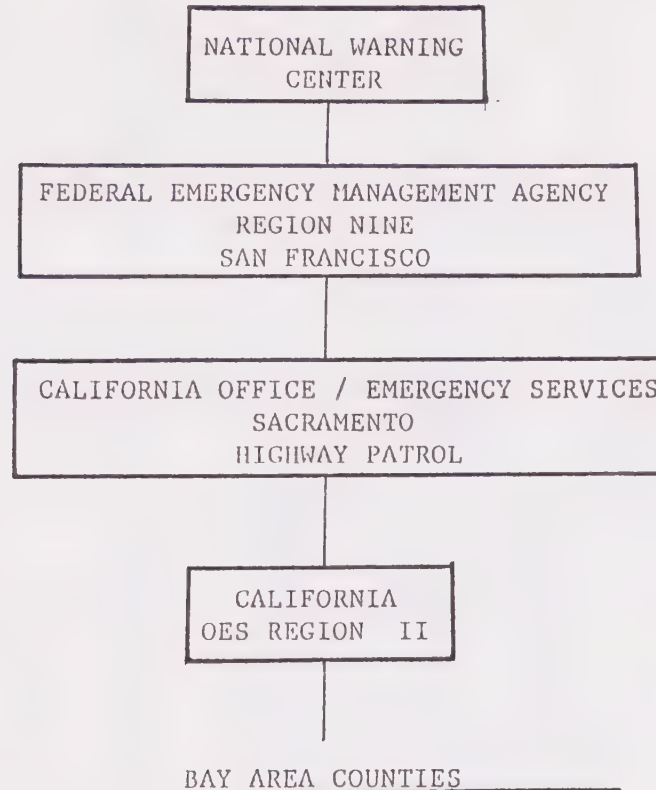 NATIONAL WARNING
CENTER
FEDERAL EMERGENCY MANAGEMENT AGENCY
REGION NINE
SAN FRANCISCO
CALIFORNIA OFFICE / EMERGENCY SERVICES
SACRAMENTO
HIGHWAY PATROL
CALIFORNIA
OES REGION II
BAY AREA COUNTIES